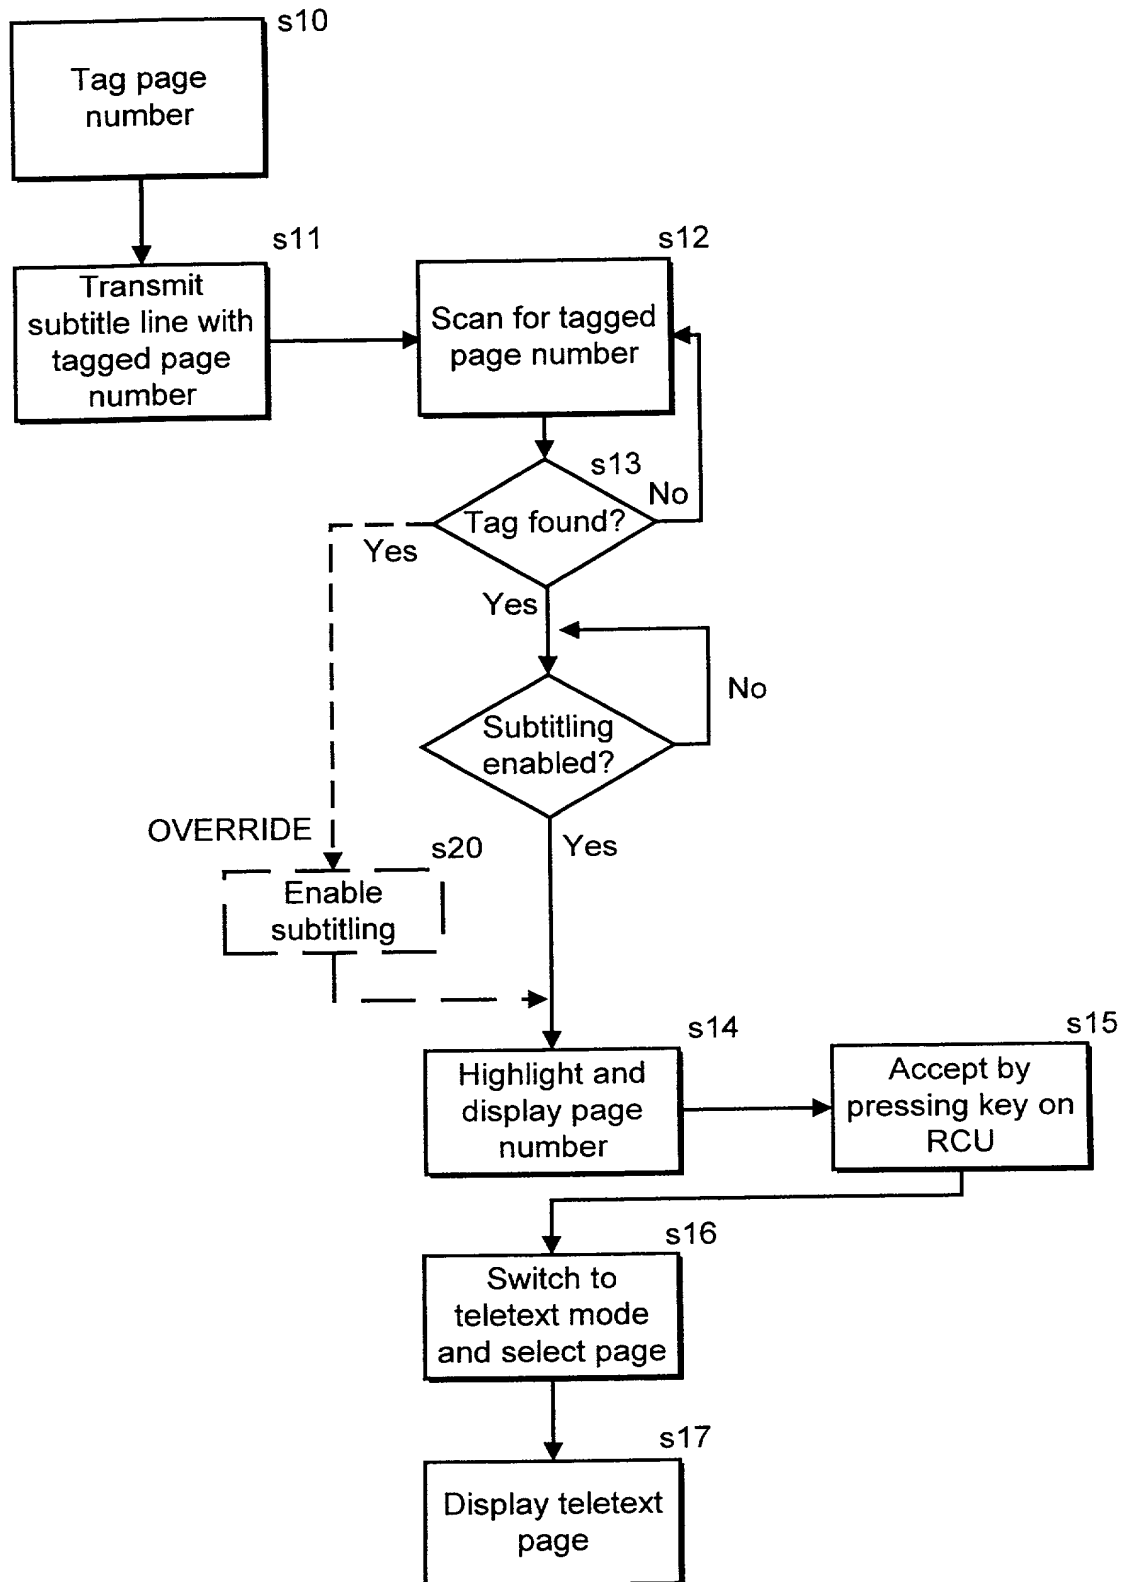 s10
Tag page
number
s11
Transmit
subtitle line with
tagged page
number
s12
Scan for tagged
page number
s13
Tag found?
No
Yes
Yes
Subtitling
enabled?
No
Yes
OVERRIDE
s20
Enable
subtitling
s14
Highlight and
display page
number
s15
Accept by
pressing key on
RCU
s16
Switch to
teletext mode
and select page
s17
Display teletext
page